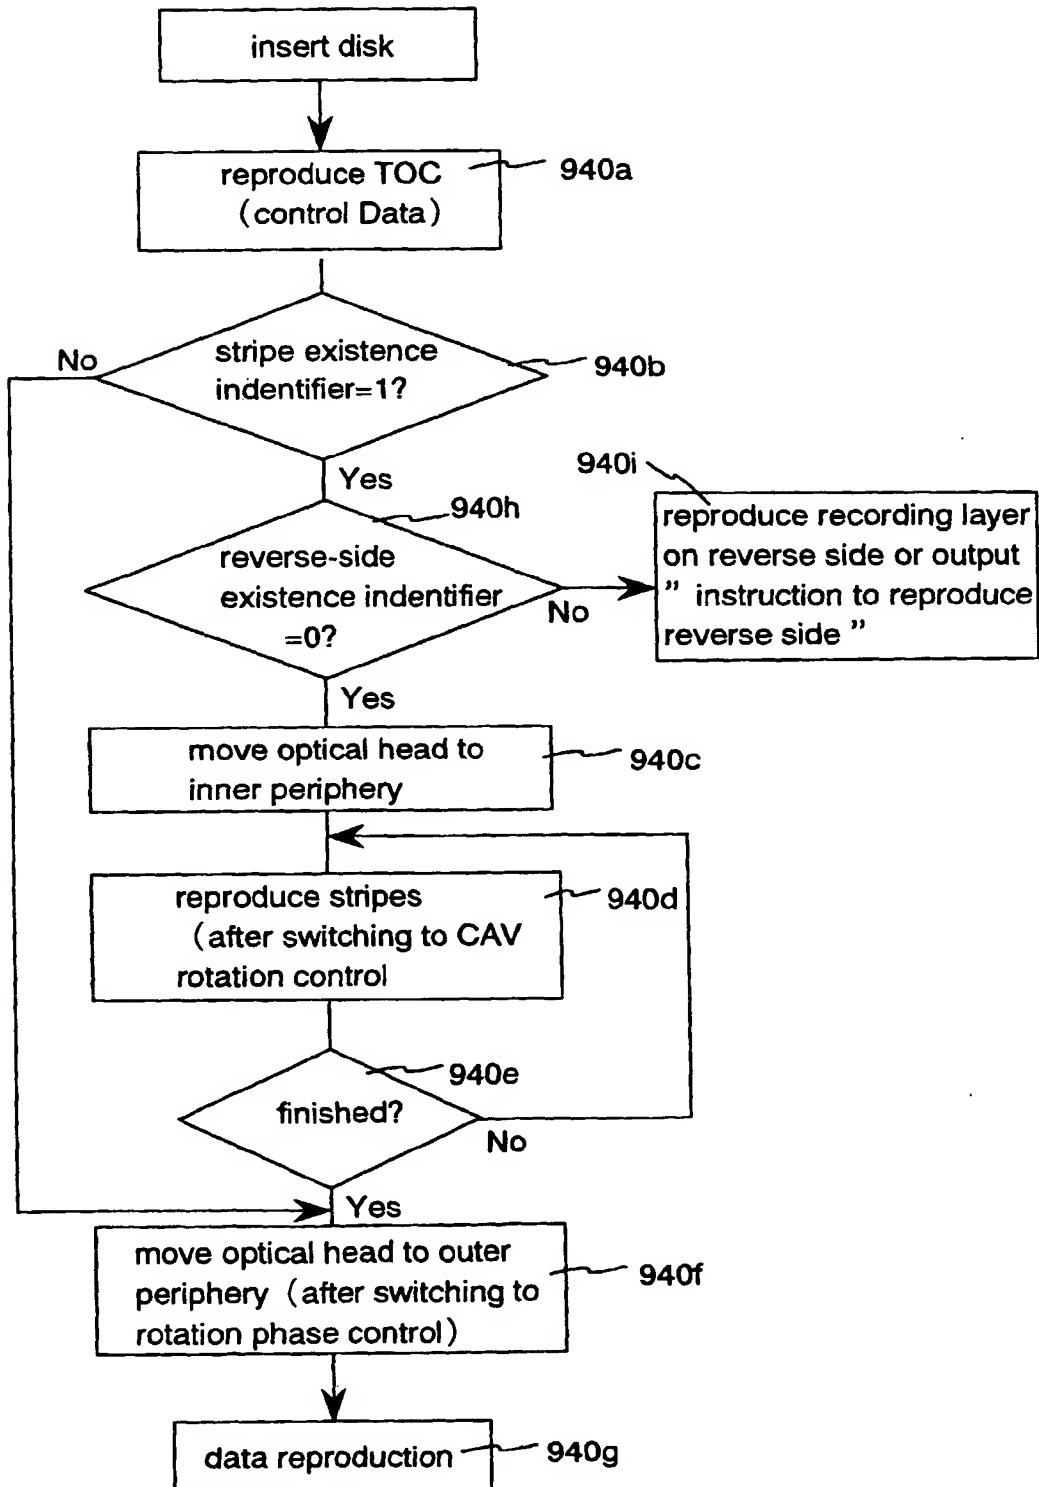 insert disk
reproduce TOC
(control Data)
940a
stripe existence
indentifier=1?
940b
No
Yes
940h
reverse-side
existence indentifier
=0?
No
940i
reproduce recording layer
on reverse side or output
" instruction to reproduce
reverse side "
Yes
move optical head to
inner periphery
940c
reproduce stripes
(after switching to CAV
rotation control
940d
940e
finished?
No
Yes
move optical head to outer
periphery (after switching to
rotation phase control)
940f
data reproduction
940g